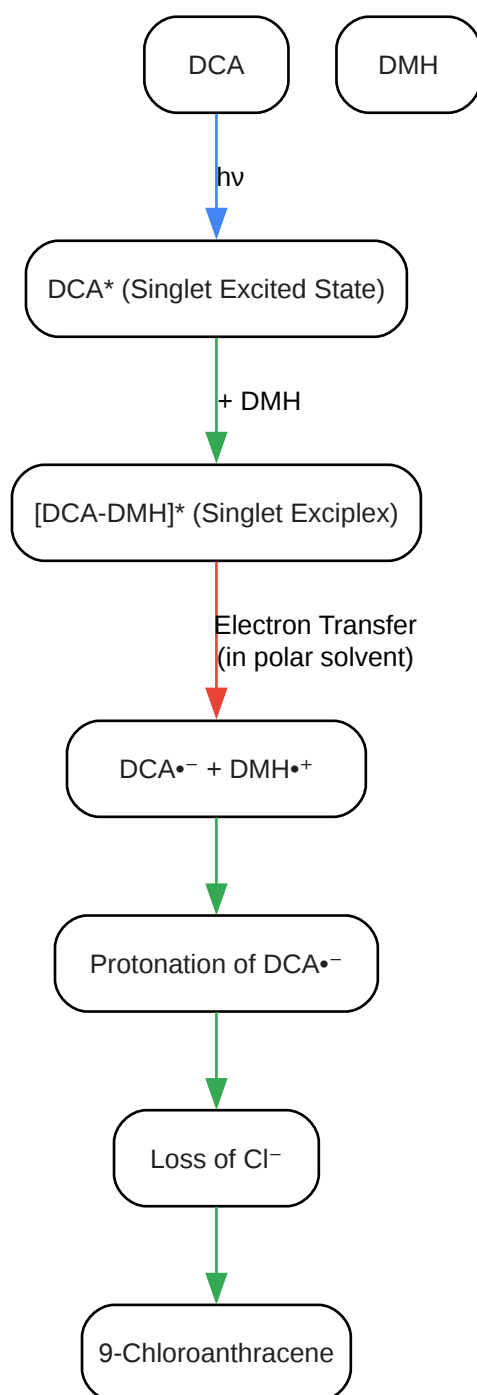 DCA
DMH
hν
DCA* (Singlet Excited State)
+ DMH
[DCA-DMH]* (Singlet Exciplex)
Electron Transfer
(in polar solvent)
DCA•⁻ + DMH•⁺
Protonation of DCA•⁻
Loss of Cl⁻
9-Chloroanthracene